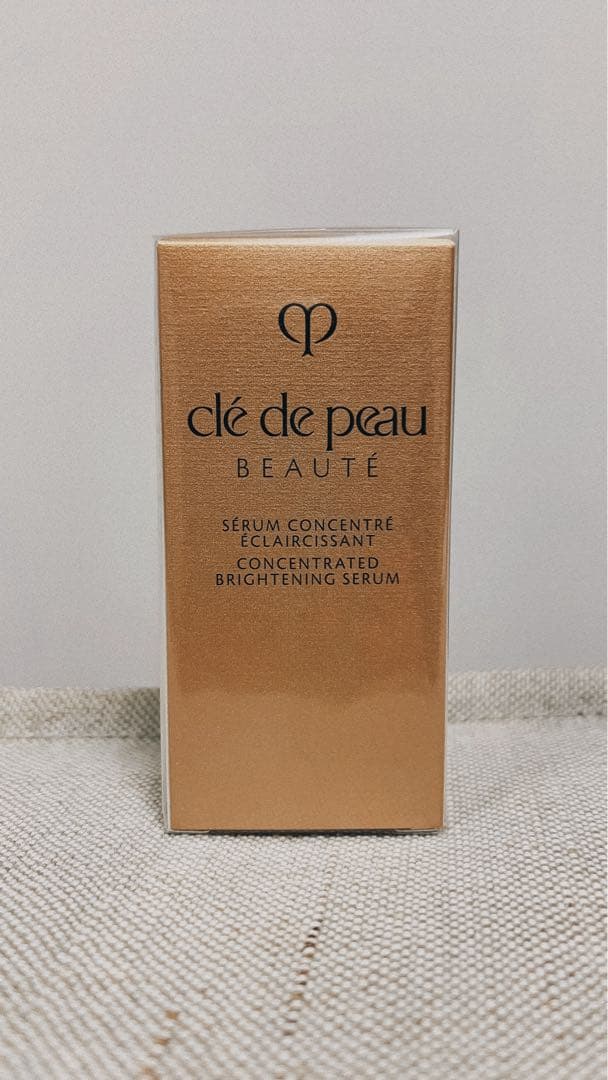 clé de peau
BEAUTÉ
SÉRUM CONCENTRÉ
ÉCLAIRCISSANT
CONCENTRATED
BRIGHTENING SERUM